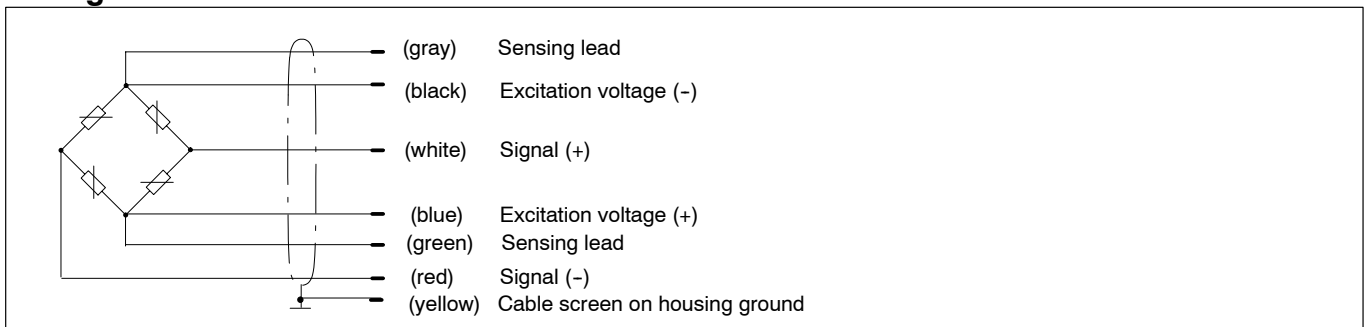 (gray) Sensing lead
(black) Excitation voltage (-)
(white) Signal (+)
(blue) Excitation voltage (+)
(green) Sensing lead
(red) Signal (-)
(yellow) Cable screen on housing ground